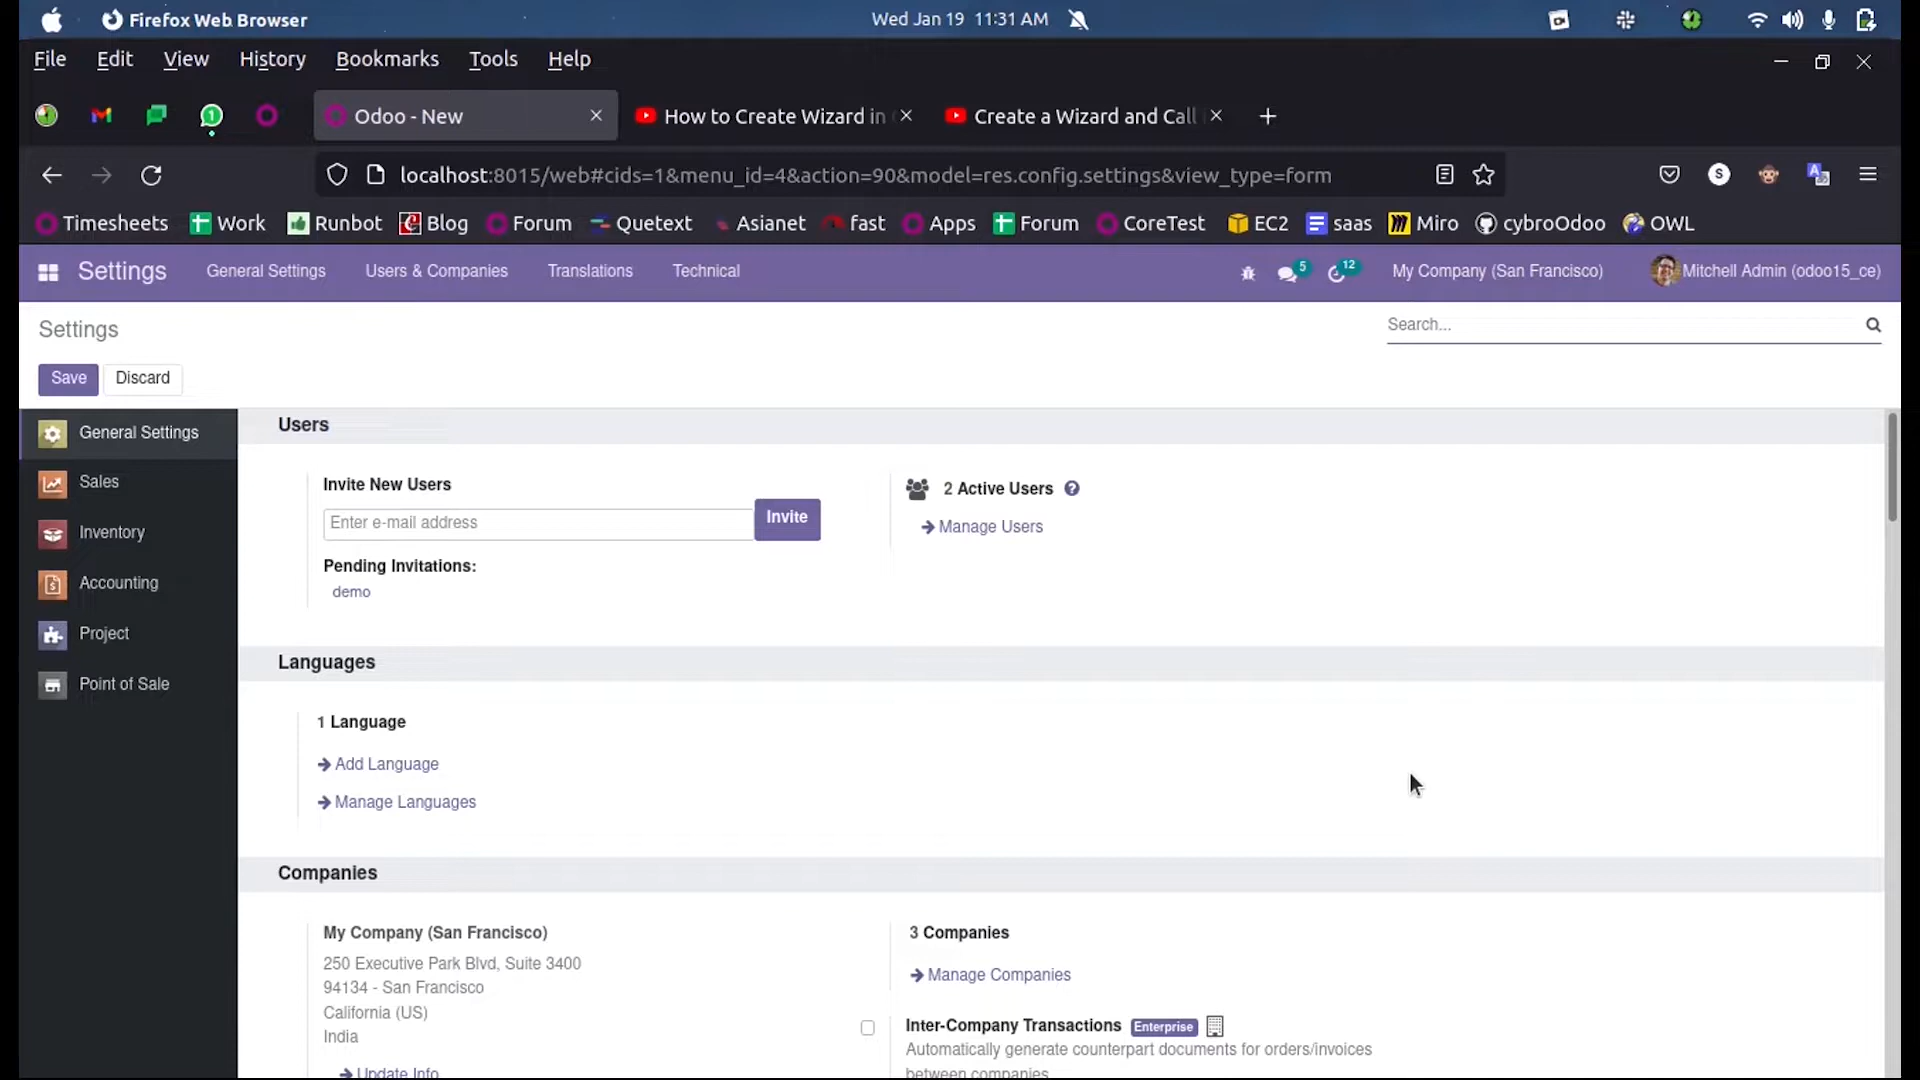 Firefox Web Browser Wed Jan 19 11:31 AM
File Edit View History Bookmarks Tools Help
1 Odoo - New How to Create Wizard in Create a Wizard and Call
localhost:8015/web#cids=1&menu_id=4&action=90&model=res.config.settings&view_type=form S
Timesheets Work Runbot Blog Forum Quetext Asianet fast Apps Forum CoreTest EC2 saas Miro cybroOdoo OWL
Settings General Settings Users & Companies Translations Technical 5 12 My Company (San Francisco) Mitchell Admin (odoo15_ce)
Settings Search...
Save Discard
General Settings
Sales
Inventory
Accounting
Project
Point of Sale
Users
Invite New Users
Enter e-mail address Invite
Pending Invitations:
demo
2 Active Users ?
Manage Users
Languages
1 Language
Add Language
Manage Languages
Companies
My Company (San Francisco)
250 Executive Park Blvd, Suite 3400
94134 - San Francisco
California (US)
India
Update Info
3 Companies
Manage Companies
Inter-Company Transactions Enterprise
Automatically generate counterpart documents for orders/invoices
between companies